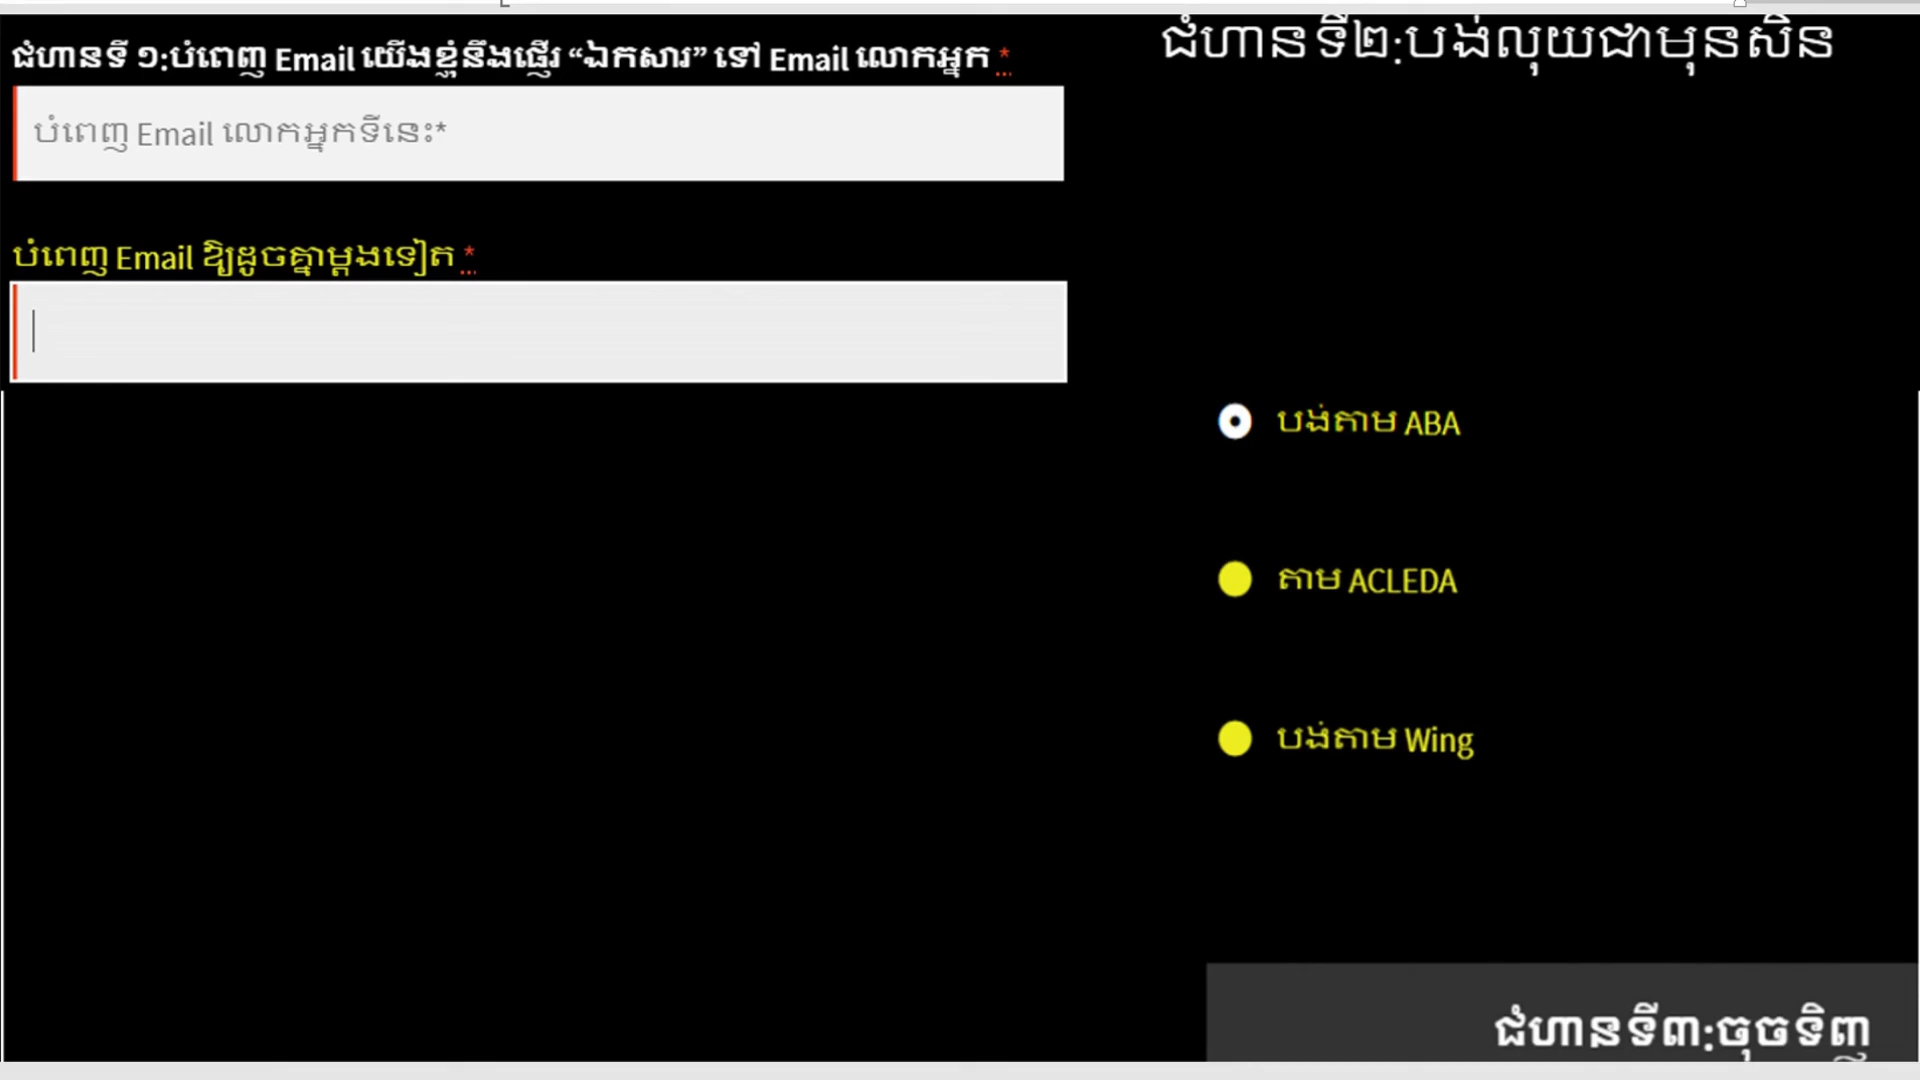 ជំហានទី ១:បំពេញ Email យើងខ្ញុំនឹងផ្ញើរ “ឯកសារ” ទៅ Email លោកអ្នក *
បំពេញ Email លោកអ្នកទីនេះ*
បំពេញ Email ឱ្យដូចគ្នាម្ដងទៀត *
ជំហានទី២:បង់លុយជាមុនសិន
បង់តាម ABA
តាម ACLEDA
បង់តាម Wing
ជំហានទី៣:ចុចទិញ